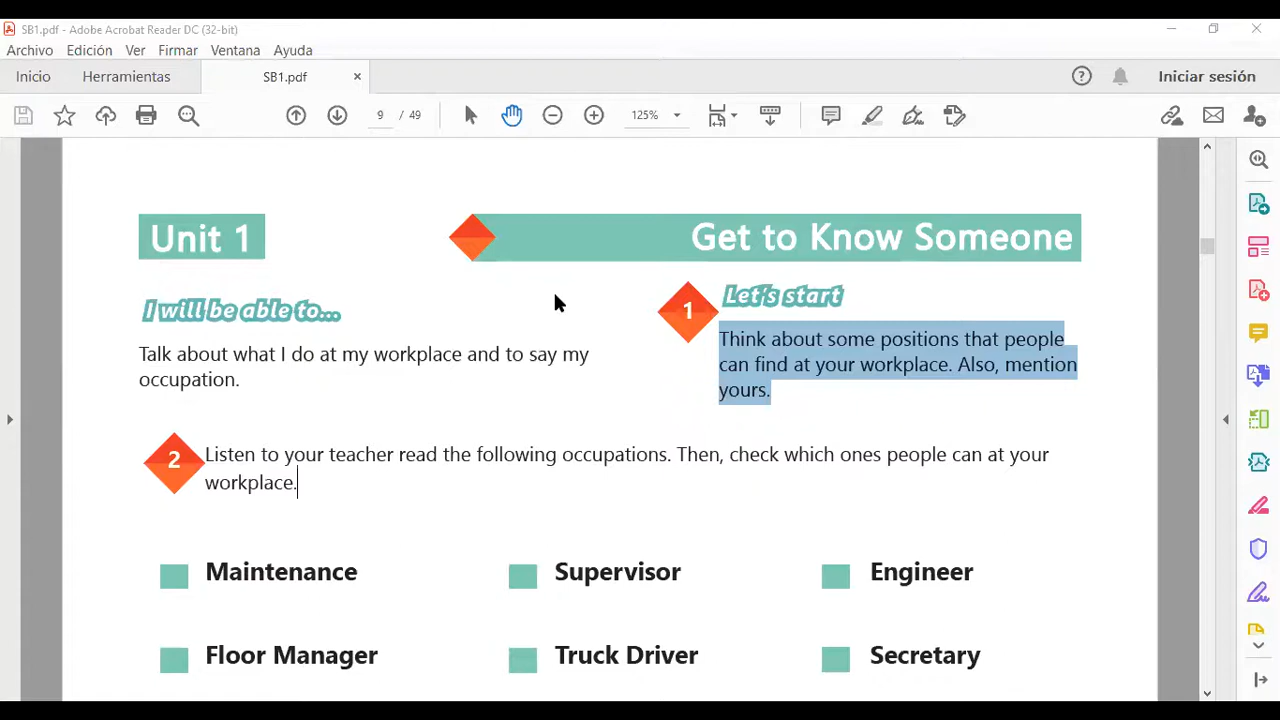 SB1.pdf - Adobe Acrobat Reader DC (32-bit)
Archivo Edición Ver Firmar Ventana Ayuda
Inicio Herramientas SB1.pdf × Iniciar sesión
9 / 49 125%
Unit 1 Get to Know Someone
I will be able to...
Talk about what I do at my workplace and to say my
occupation.
1 Let´s start
Think about some positions that people
can find at your workplace. Also, mention
yours.
2 Listen to your teacher read the following occupations. Then, check which ones people can at your
workplace.
Maintenance Supervisor Engineer
Floor Manager Truck Driver Secretary